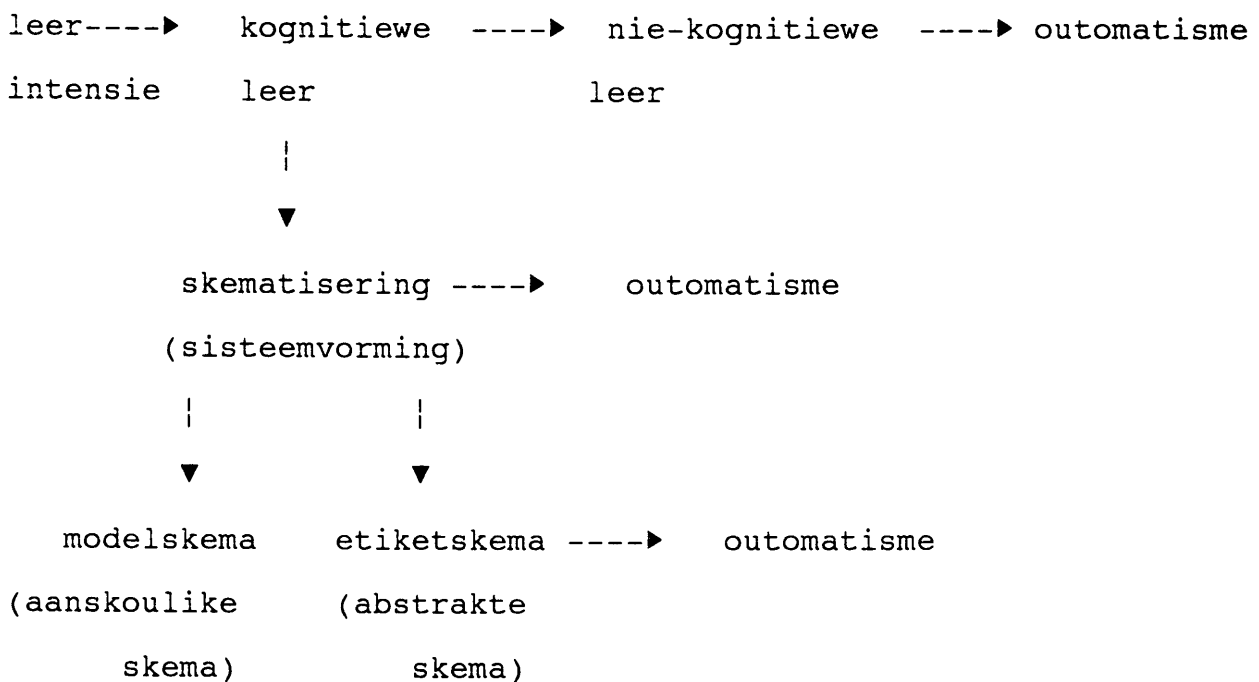 leer----► kognitiewe ----► nie-kognitiewe ----► outomatisme
intensie leer leer
skematisering ----► outomatisme
(sisteemvorming)
modelskema etiketskema ----► outomatisme
(aanskoulike (abstrakte
skema) skema)